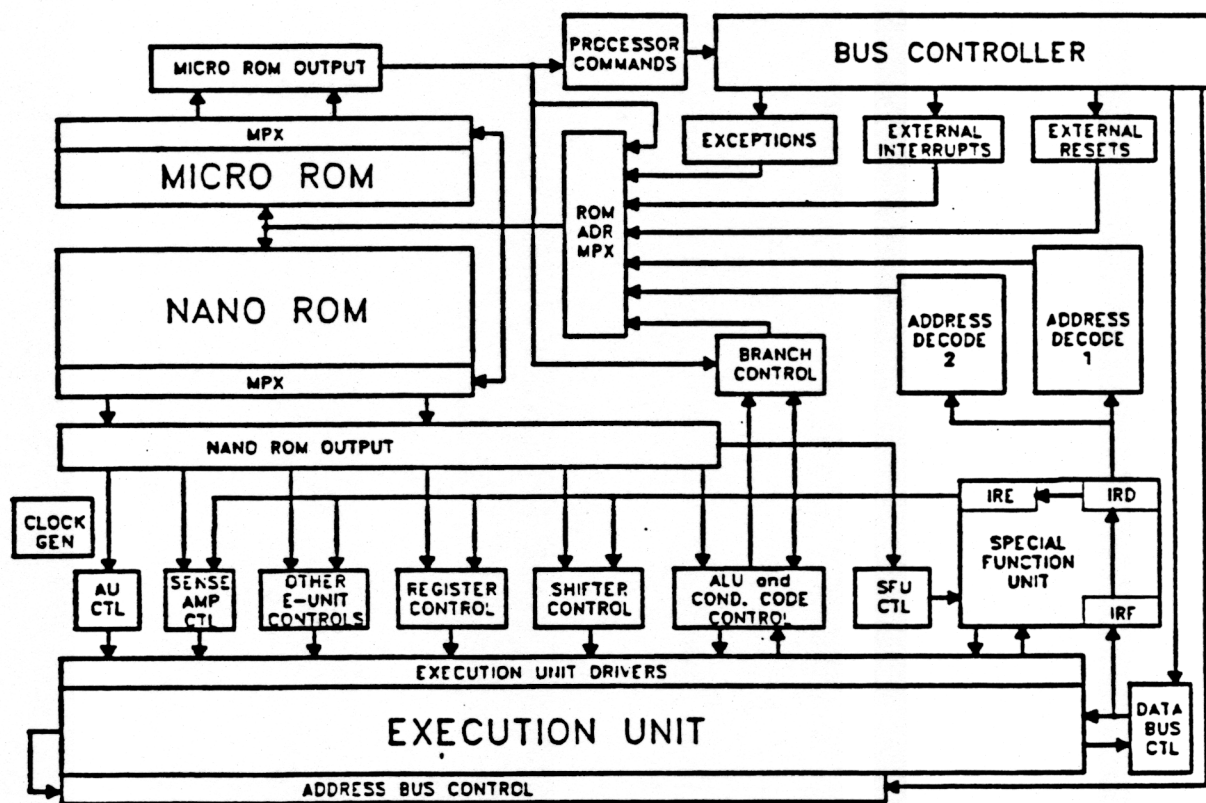 MICRO ROM OUTPUT
PROCESSOR
COMMANDS
BUS CONTROLLER
MPX
MICRO ROM
EXCEPTIONS
EXTERNAL
INTERRUPTS
EXTERNAL
RESETS
ROM
ADR
MPX
NANO ROM
MPX
BRANCH
CONTROL
ADDRESS
DECODE
2
ADDRESS
DECODE
1
NANO ROM OUTPUT
CLOCK
GEN
IRE
IRD
SPECIAL
FUNCTION
UNIT
IRF
AU
CTL
SENSE
AMP
CTL
OTHER
E-UNIT
CONTROLS
REGISTER
CONTROL
SHIFTER
CONTROL
ALU and
COND. CODE
CONTROL
SFU
CTL
EXECUTION UNIT DRIVERS
EXECUTION UNIT
DATA
BUS
CTL
ADDRESS BUS CONTROL